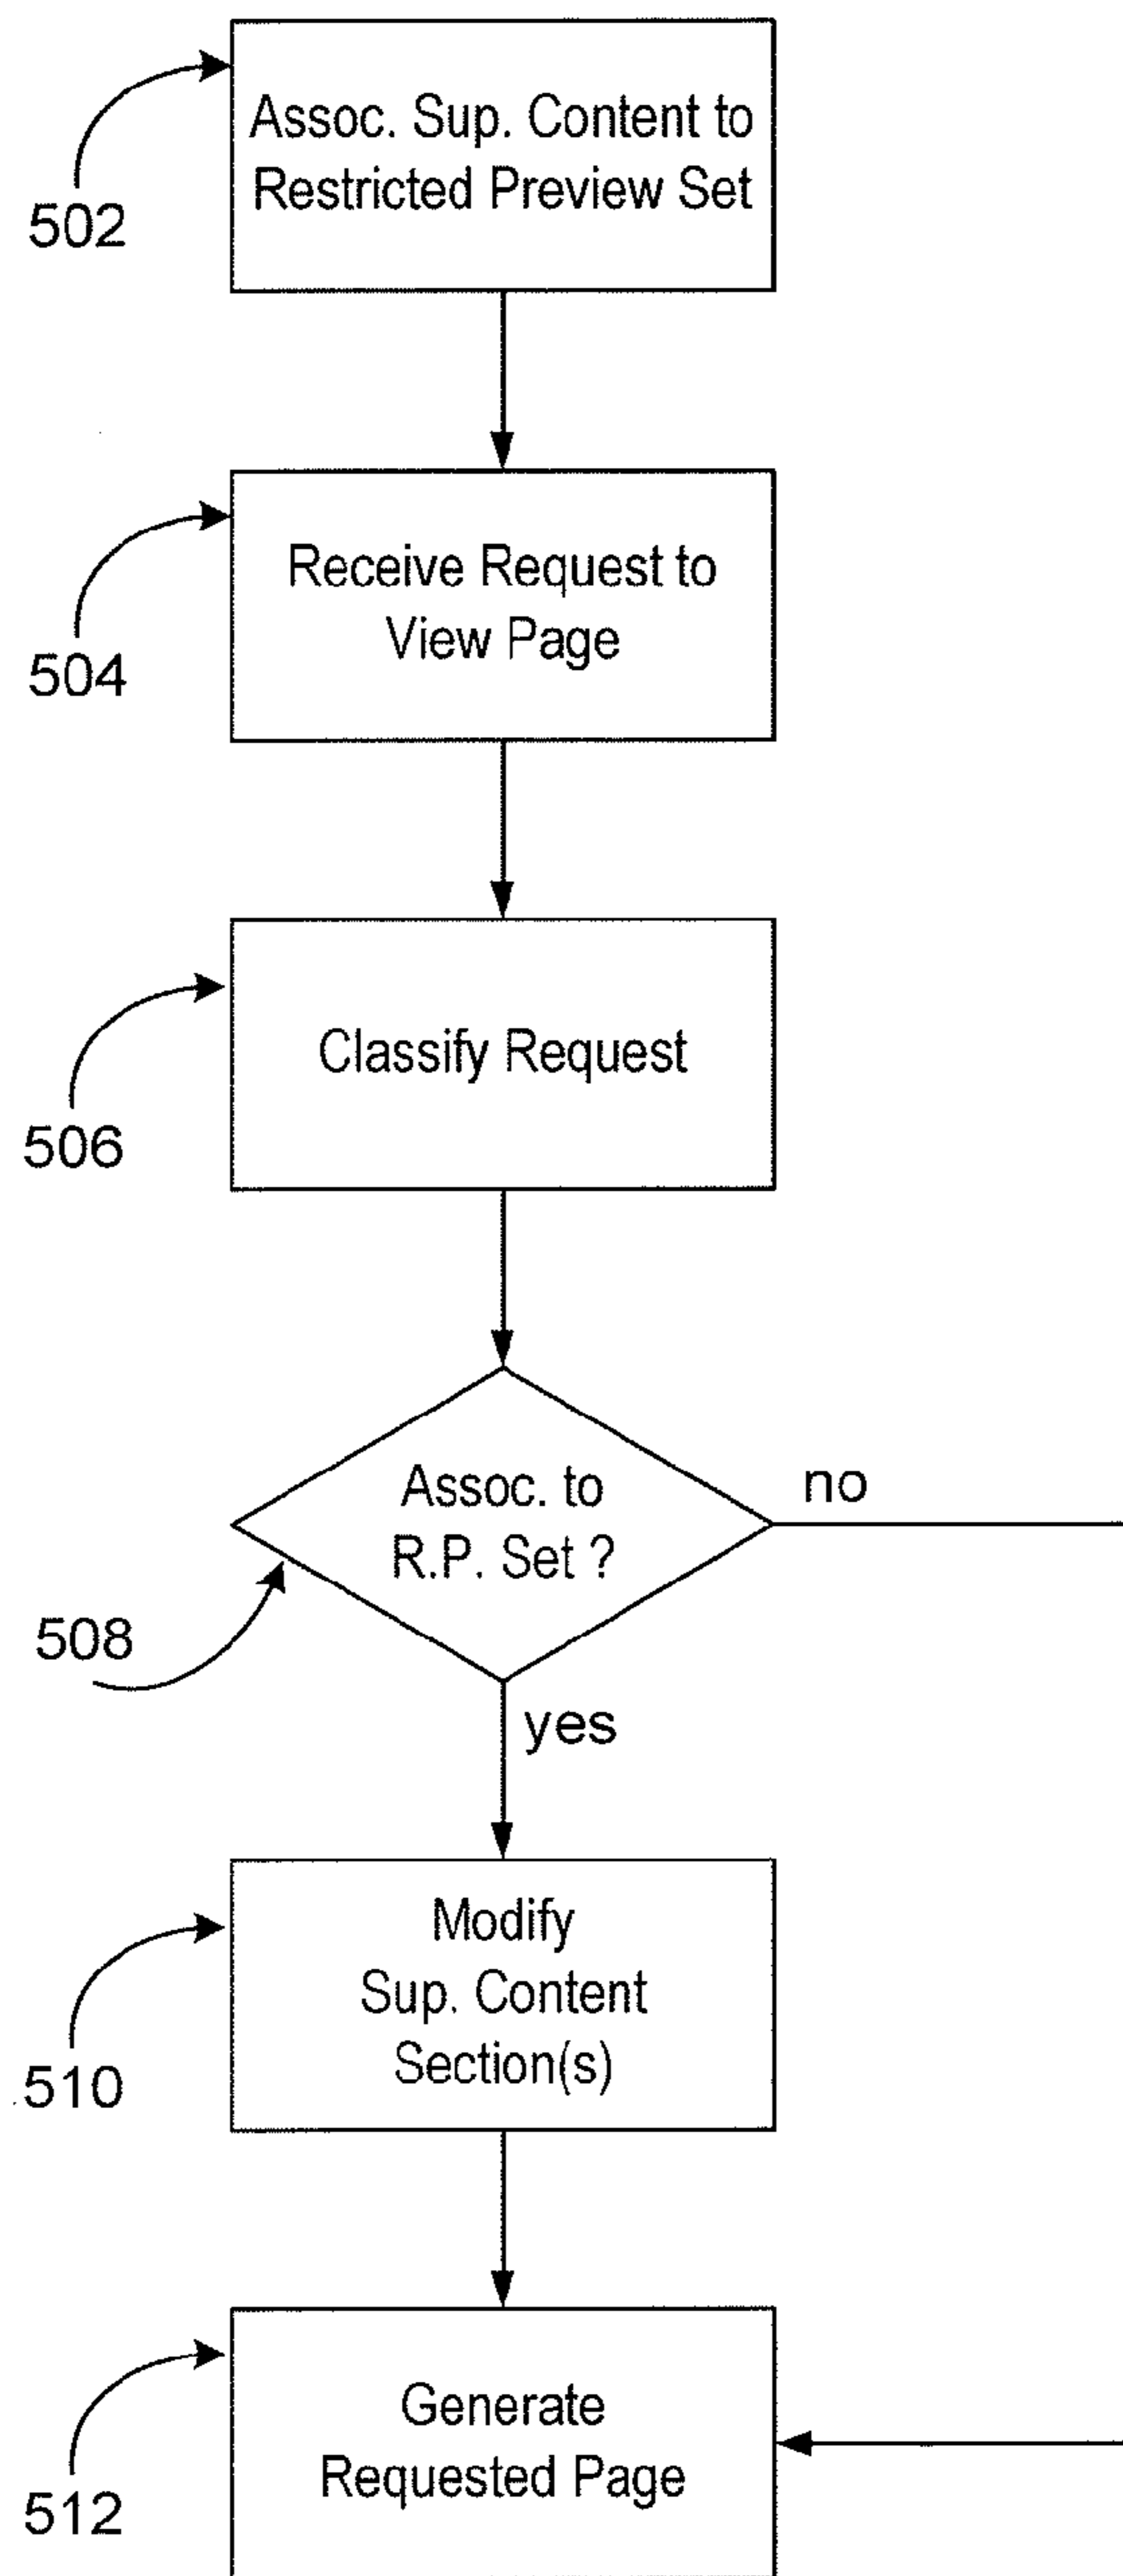 Assoc. Sup. Content to
Restricted Preview Set
502
Receive Request to
View Page
504
Classify Request
506
Assoc. to
R.P. Set ?
no
508
yes
Modify
Sup. Content
Section(s)
510
Generate
Requested Page
512